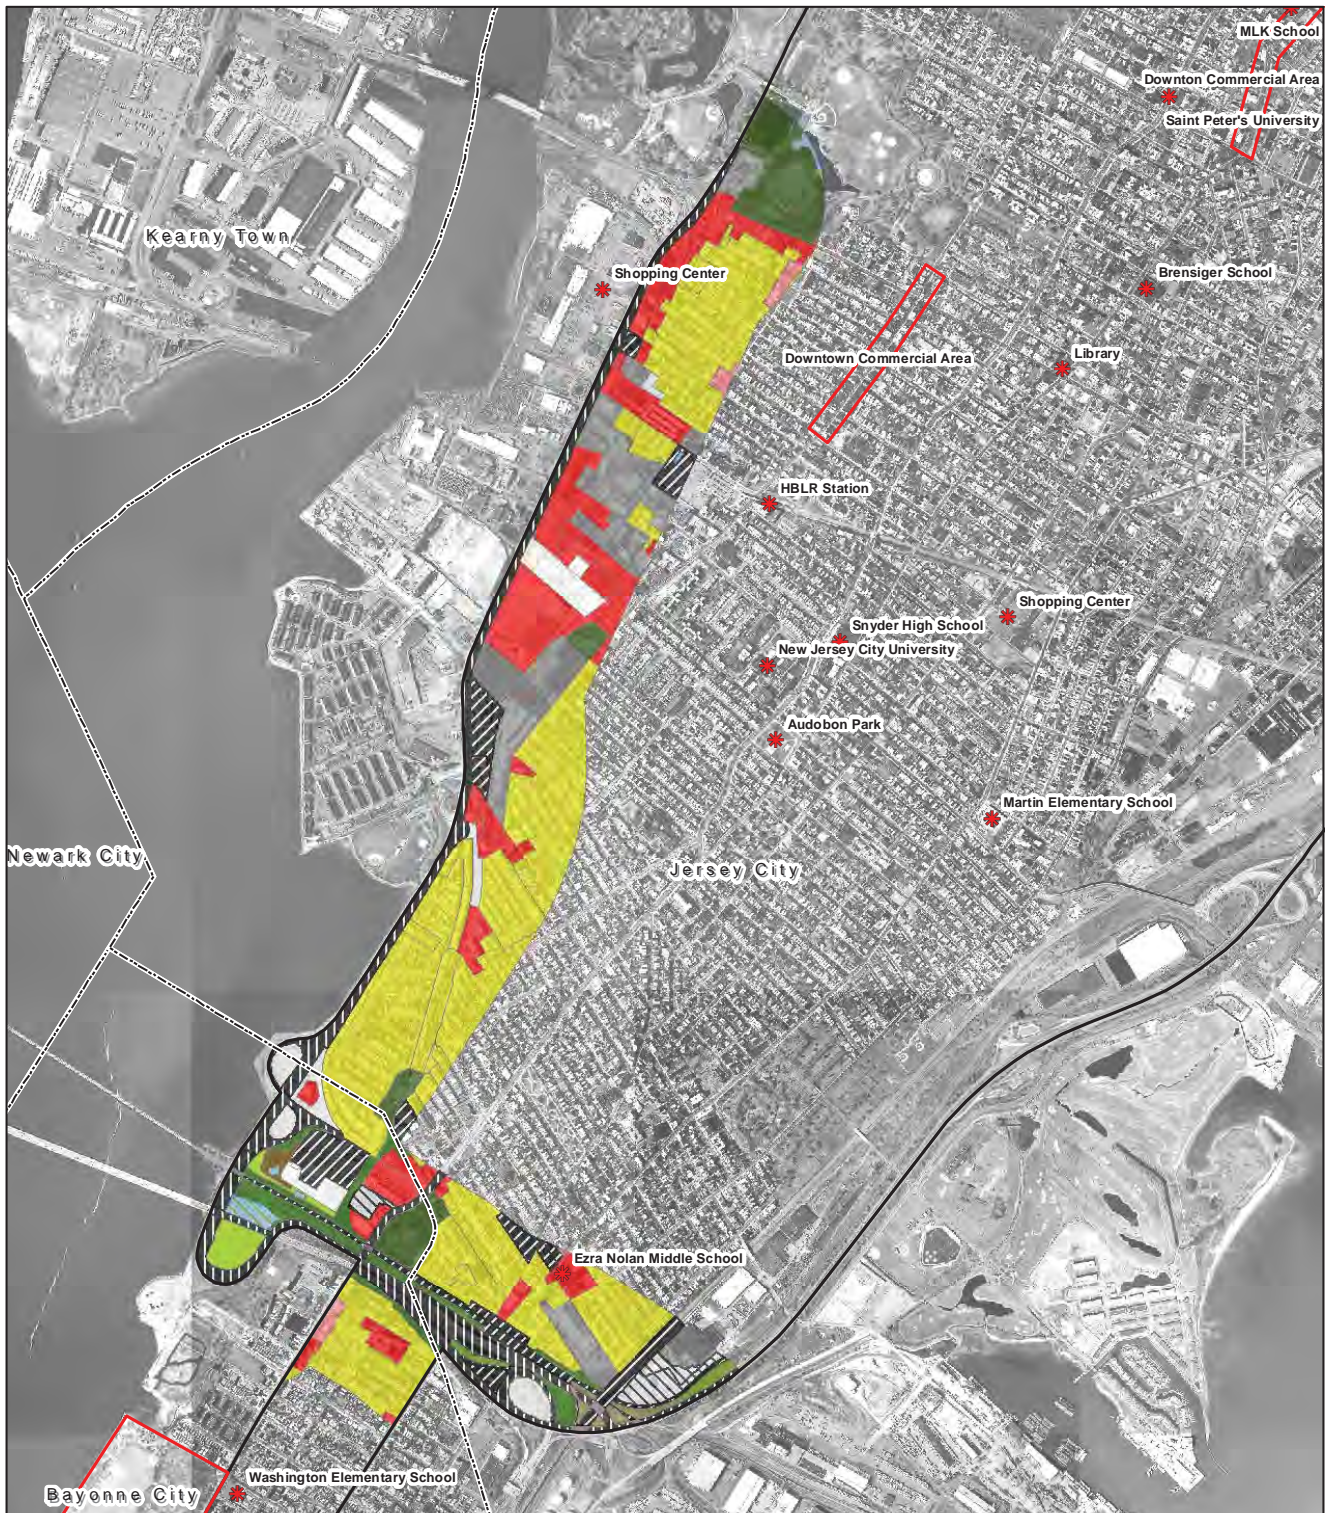 MLK School
Downton Commercial Area
Saint Peter's University
Kearny Town
Shopping Center
Brensiger School
Downtown Commercial Area
Library
HBLR Station
Shopping Center
Snyder High School
New Jersey City University
Audobon Park
Martin Elementary School
Newark City
Jersey City
Ezra Nolan Middle School
Washington Elementary School
Bayonne City